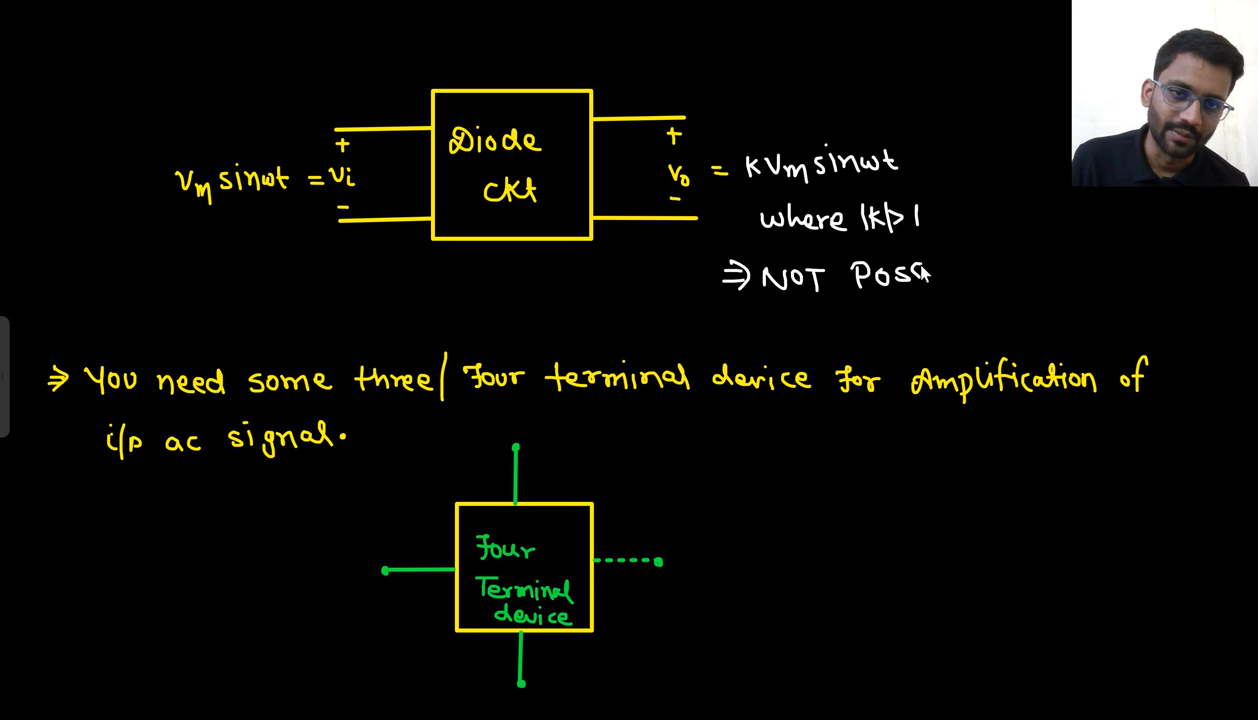 Diode
ckt
Vm sinωt = Vi
+
-
+
Vo
-
= kVm sinωt
where |k|> 1
⇒ NOT POSS
⇒ You need some three/ Four terminal device for Amplification of
i/p ac signal.
Four
Terminal
device